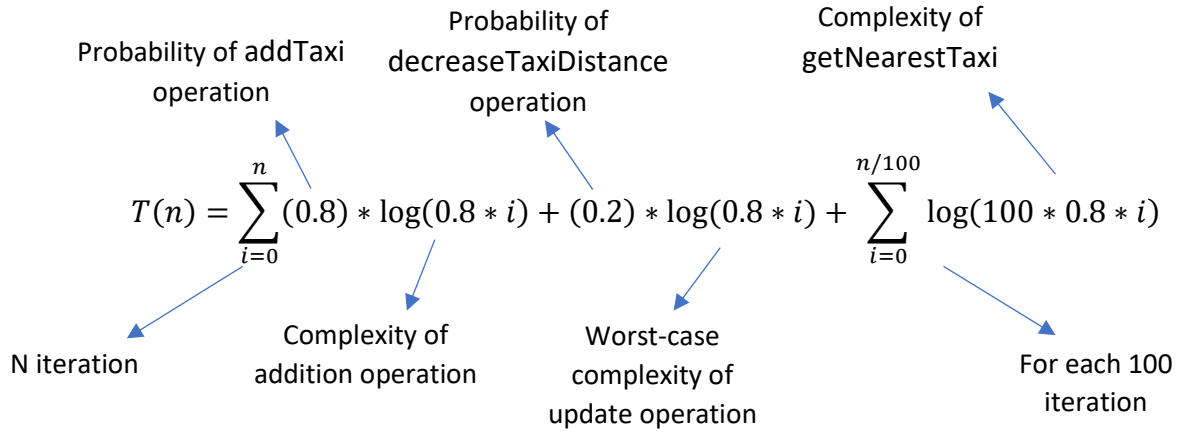 Probability of addTaxi
operation
Probability of
decreaseTaxiDistance
operation
Complexity of
getNearestTaxi
T(n) = ∑_{i=0}^{n} (0.8) * log(0.8 * i) + (0.2) * log(0.8 * i) + ∑_{i=0}^{n/100} log(100 * 0.8 * i)
N iteration
Complexity of
addition operation
Worst-case
complexity of
update operation
For each 100
iteration